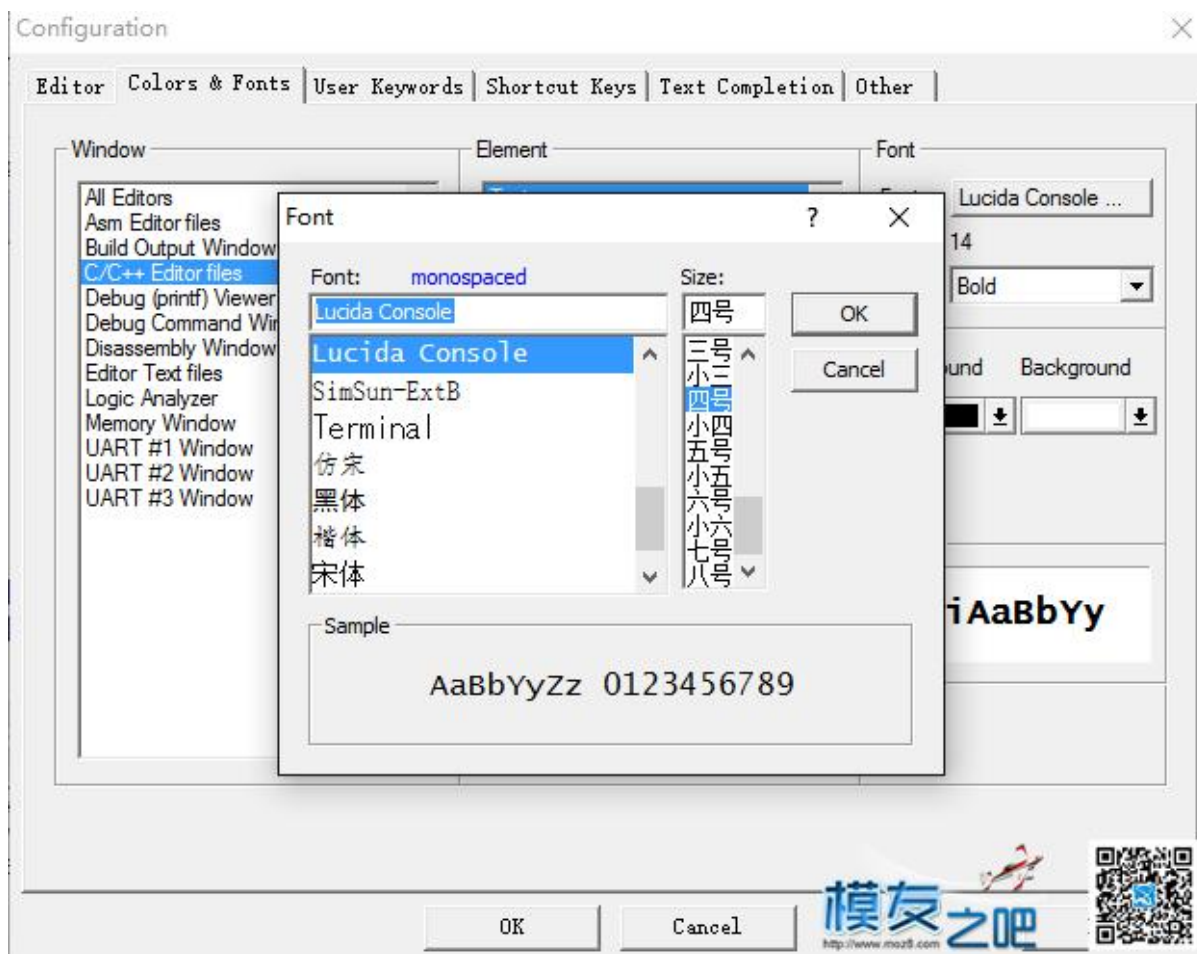 Configuration
Editor
Colors & Fonts
User Keywords
Shortcut Keys
Text Completion
Other
Window
Element
Font
All Editors
Asm Editor files
Build Output Window
C/C++ Editor files
Debug (printf) Viewer
Debug Command Wi
Disassembly Window
Editor Text files
Logic Analyzer
Memory Window
UART #1 Window
UART #2 Window
UART #3 Window
Lucida Console ...
14
Bold
und
Background
iAaBbYy
Font
?
Font:
monospaced
Size:
Lucida Console
四号
OK
Cancel
Lucida Console
SimSun-ExtB
Terminal
仿宋
黑体
楷体
宋体
三号
小三
四号
小四
五号
小五
六号
小六
七号
八号
Sample
AaBbYyZz 0123456789
OK
Cancel
模友之吧
http://www.moz8.com